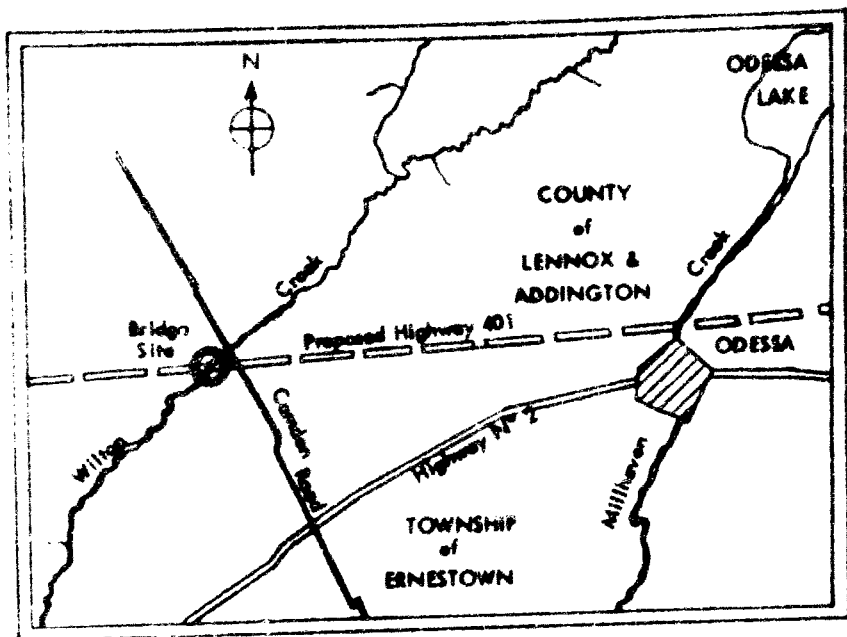 N
ODESSA
LAKE
COUNTY
of
LENNOX &
ADDINGTON
Creek
Creek
Bridge
Site
Proposed Highway 401
ODESSA
Wilton
Camden Road
Highway Nº 2
Millhaven
TOWNSHIP
of
ERNESTOWN